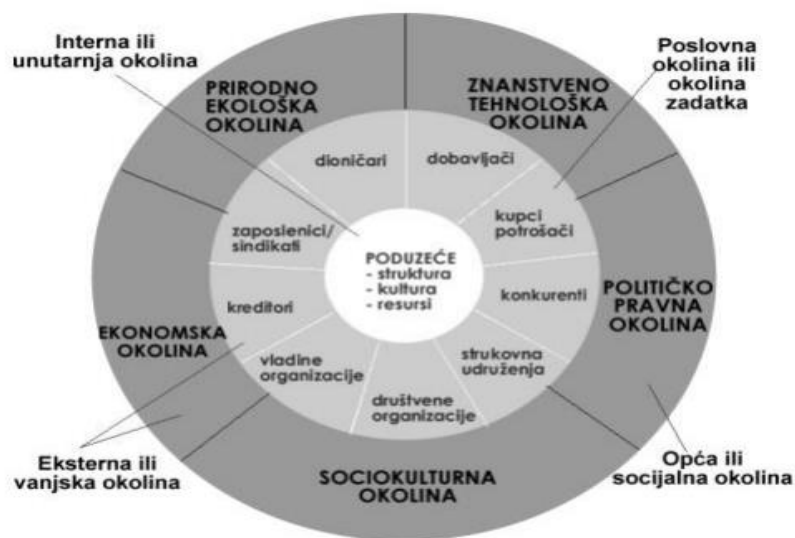 Interna ili
unutarnja okolina
Poslovna
okolina ili
okolina
zadatka
PRIRODNO
EKOLOŠKA
OKOLINA
ZNANSTVENO
TEHNOLOŠKA
OKOLINA
dioničari
dobavljači
zaposlenici/
sindikati
kupci
potrošači
PODUZEĆE
- struktura
- kultura
- resursi
kreditori
konkurenti
POLITIČKO
PRAVNA
OKOLINA
EKONOMSKA
OKOLINA
vladine
organizacije
strukovna
udruženja
društvene
organizacije
Eksterna ili
vanjska okolina
SOCIOKULTURNA
OKOLINA
Opća ili
socijalna okolina